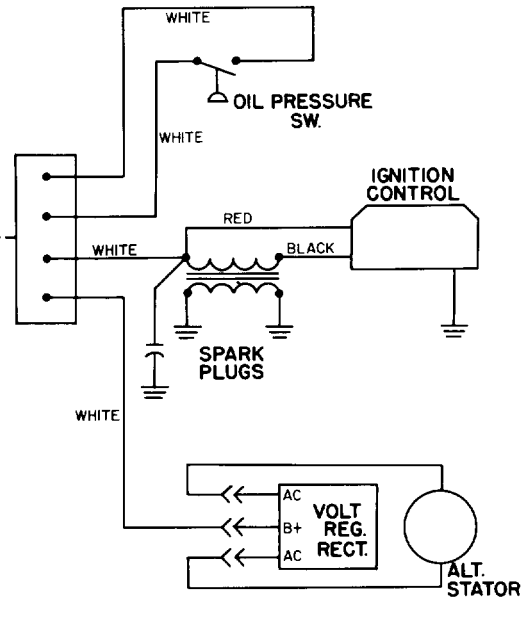 WHITE
OIL PRESSURE
SW.
WHITE
IGNITION
CONTROL
RED
WHITE
BLACK
SPARK
PLUGS
WHITE
AC
VOLT
REG.
RECT.
B+
AC
ALT.
STATOR